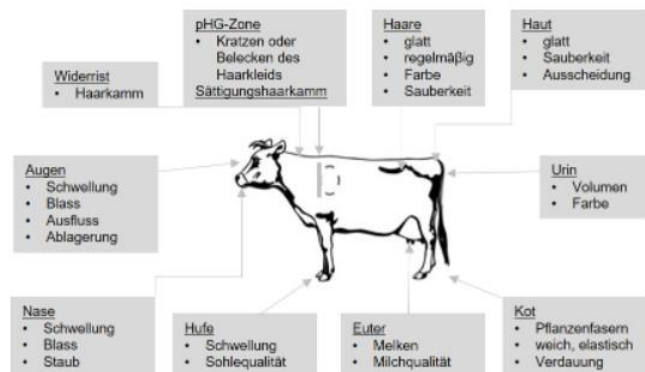 pHG-Zone
• Kratzen oder
Belecken des
Haarkleids
Sättigungshaarkamm
Haare
• glatt
• regelmäßig
• Farbe
• Sauberkeit
Haut
• glatt
• Sauberkeit
• Ausscheidung
Widerrist
• Haarkamm
Augen
• Schwellung
• Blass
• Ausfluss
• Ablagerung
Urin
• Volumen
• Farbe
Nase
• Schwellung
• Blass
• Staub
Hufe
• Schwellung
• Sohlequalität
Euter
• Melken
• Milchqualität
Kot
• Pflanzenfasern
• weich, elastisch
• Verdauung